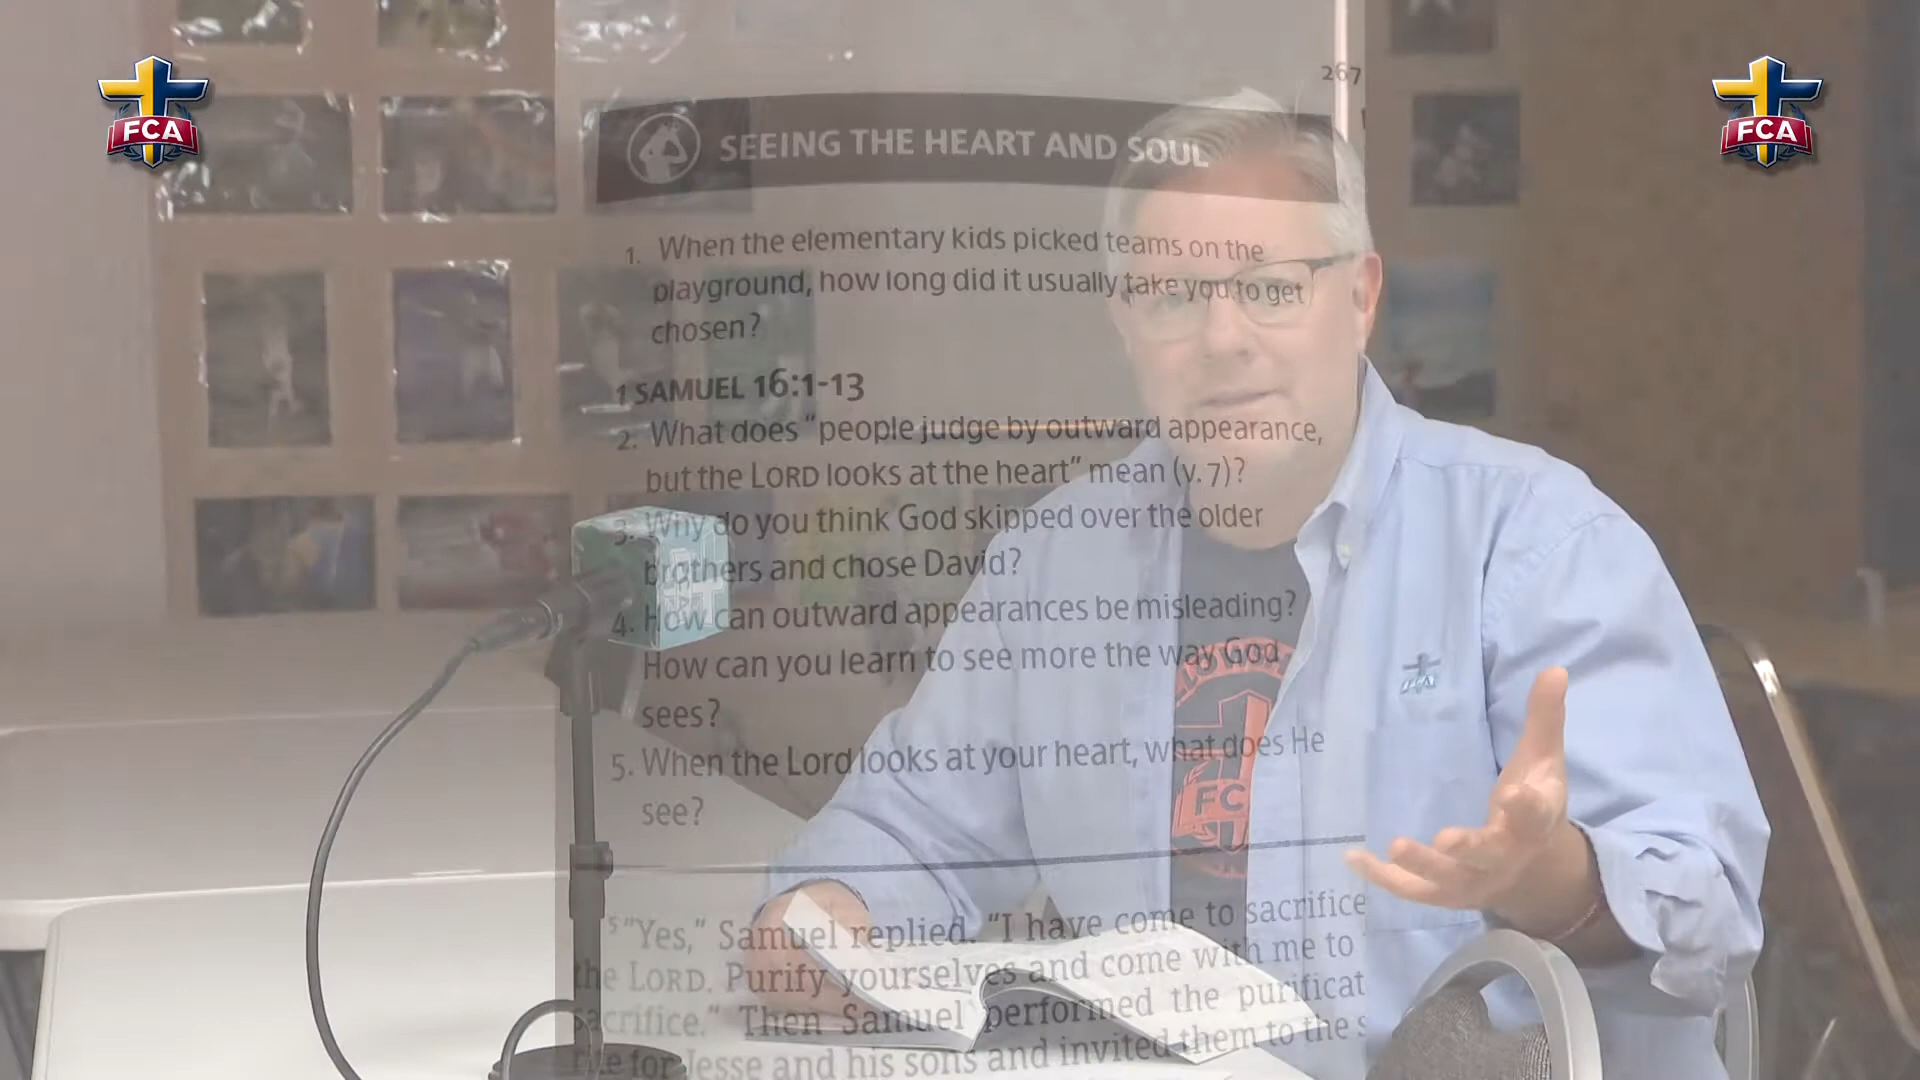 FCA
FCA
267
SEEING THE HEART AND SOUL
1. When the elementary kids picked teams on the
playground, how long did it usually take you to get
chosen?
1 SAMUEL 16:1-13
2. What does "people judge by outward appearance,
but the LORD looks at the heart" mean (v. 7)?
3. Why do you think God skipped over the older
brothers and chose David?
4. How can outward appearances be misleading?
How can you learn to see more the way God
sees?
5. When the Lord looks at your heart, what does He
see?
FCA
FC
5 "Yes," Samuel replied. "I have come to sacrifice
the LORD. Purify yourselves and come with me to
acrifice." Then Samuel performed the purificat
rite for Jesse and his sons and invited them to the s